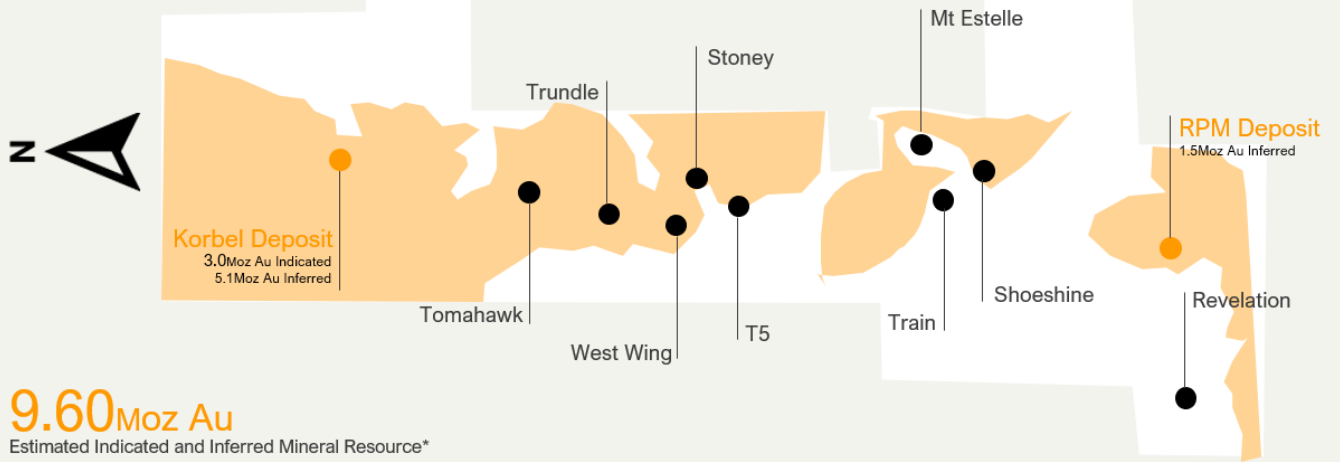 Mt Estelle
Stoney
Trundle
RPM Deposit
1.5Moz Au Inferred
N
Korbel Deposit
3.0Moz Au Indicated
5.1Moz Au Inferred
Tomahawk
West Wing
T5
Train
Shoeshine
Revelation
9.60Moz Au
Estimated Indicated and Inferred Mineral Resource*